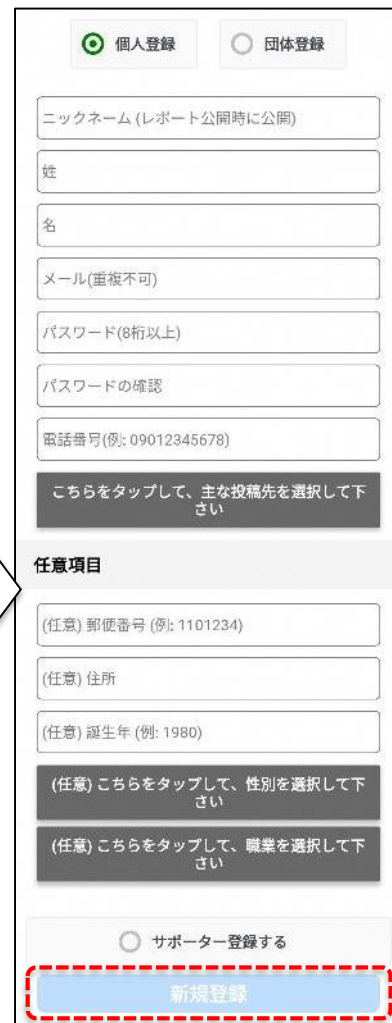 個人登録 団体登録
ニックネーム (レポート公開時に公開)
姓
名
メール(重複不可)
パスワード(8桁以上)
パスワードの確認
電話番号(例: 09012345678)
こちらをタップして、主な投稿先を選択して下
さい
任意項目
(任意) 郵便番号 (例: 1101234)
(任意) 住所
(任意) 誕生年 (例: 1980)
(任意) こちらをタップして、性別を選択して下
さい
(任意) こちらをタップして、職業を選択して下
さい
サポーター登録する
新規登録